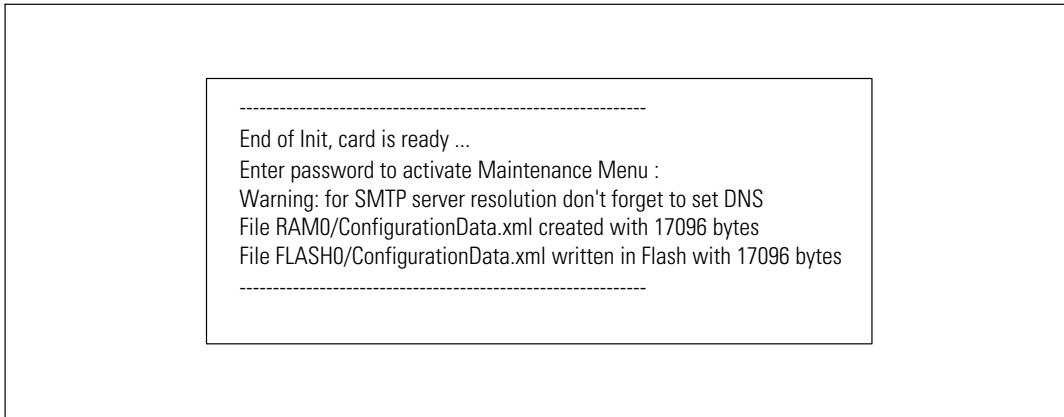 -------------------------------------------------------------
End of Init, card is ready ...
Enter password to activate Maintenance Menu :
Warning: for SMTP server resolution don't forget to set DNS
File RAM0/ConfigurationData.xml created with 17096 bytes
File FLASH0/ConfigurationData.xml written in Flash with 17096 bytes
-------------------------------------------------------------